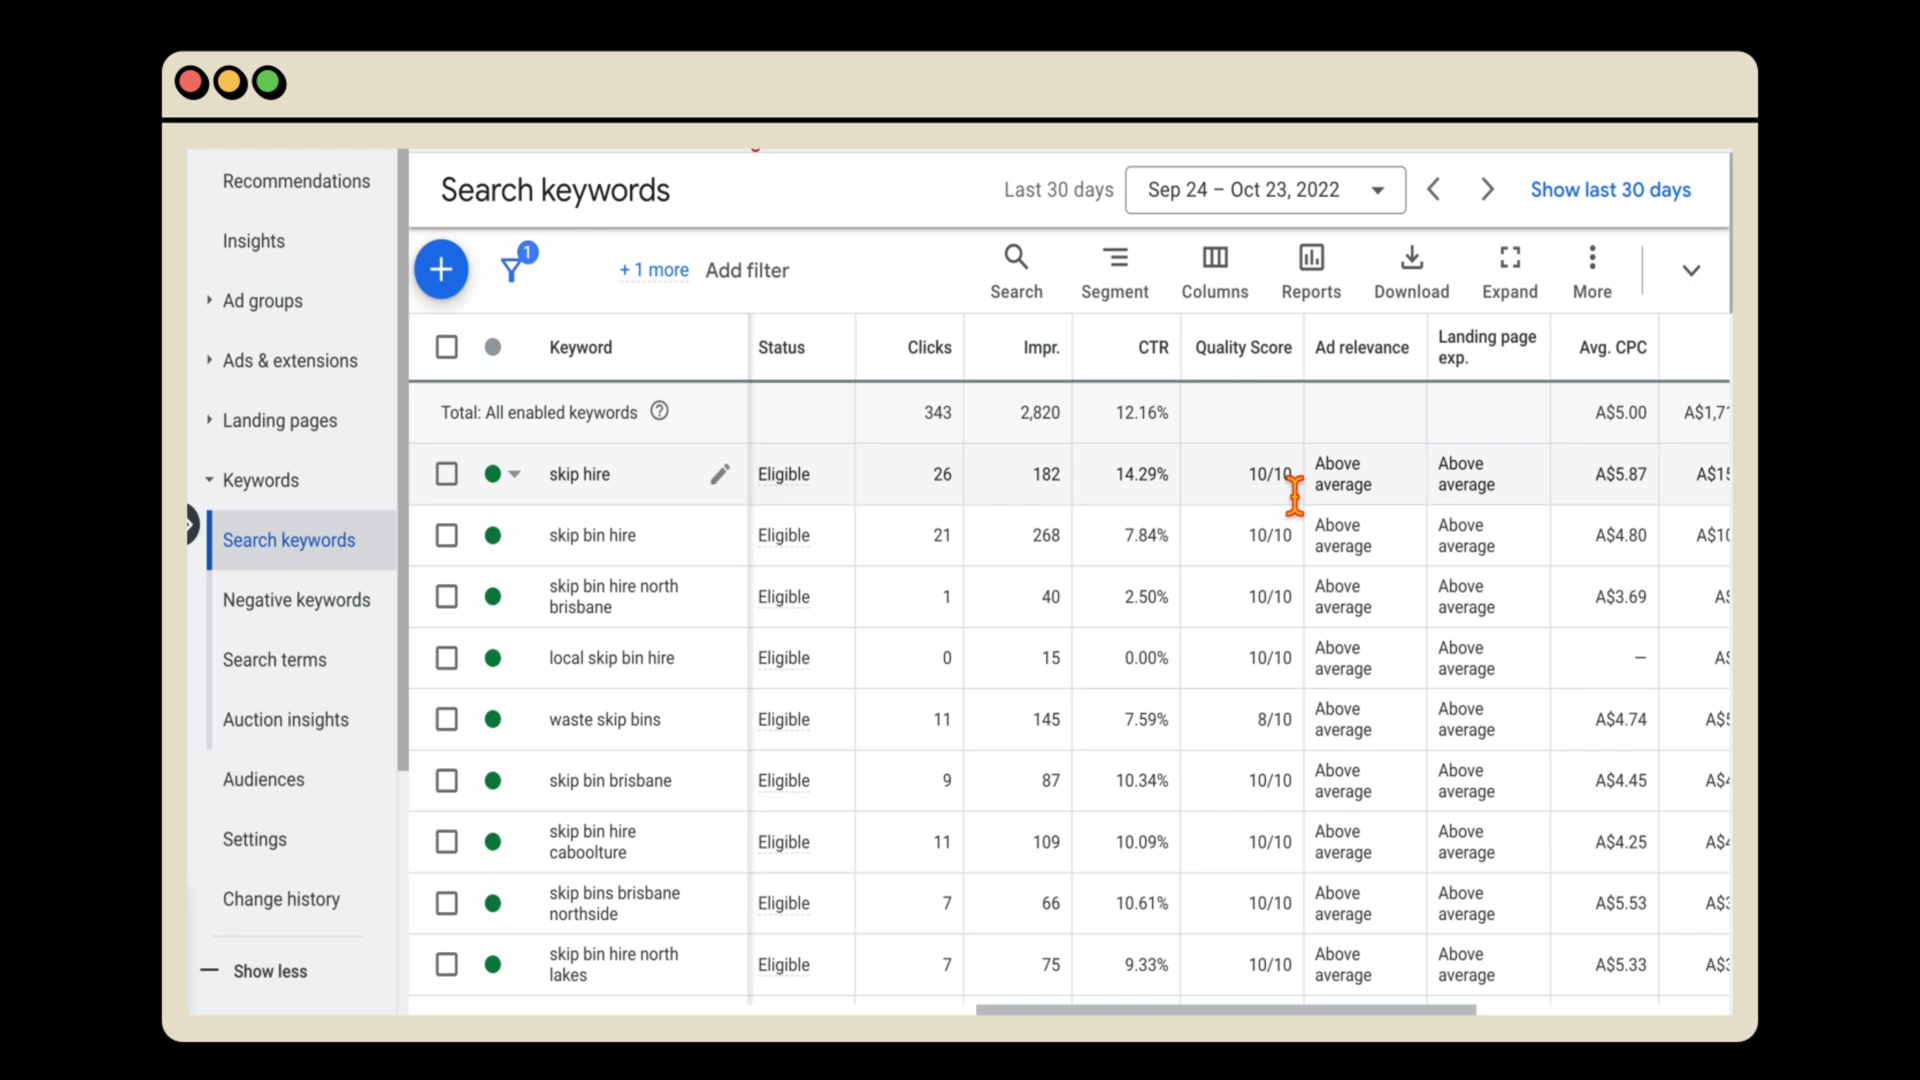 Recommendations
Insights
Ad groups
Ads & extensions
Landing pages
Keywords
Search keywords
Negative keywords
Search terms
Auction insights
Audiences
Settings
Change history
Show less
Search keywords
Last 30 days
Sep 24 – Oct 23, 2022
Show last 30 days
1
+ 1 more
Add filter
Search
Segment
Columns
Reports
Download
Expand
More
Keyword Status Clicks Impr. CTR Quality Score Ad relevance Landing page
exp. Avg. CPC
Total: All enabled keywords 343 2,820 12.16% A$5.00
skip hire Eligible 26 182 14.29% 10/10 Above
average Above
average A$5.87
skip bin hire Eligible 21 268 7.84% 10/10 Above
average Above
average A$4.80
skip bin hire north
brisbane Eligible 1 40 2.50% 10/10 Above
average Above
average A$3.69
local skip bin hire Eligible 0 15 0.00% 10/10 Above
average Above
average —
waste skip bins Eligible 11 145 7.59% 8/10 Above
average Above
average A$4.74
skip bin brisbane Eligible 9 87 10.34% 10/10 Above
average Above
average A$4.45
skip bin hire
caboolture Eligible 11 109 10.09% 10/10 Above
average Above
average A$4.25
skip bins brisbane
northside Eligible 7 66 10.61% 10/10 Above
average Above
average A$5.53
skip bin hire north
lakes Eligible 7 75 9.33% 10/10 Above
average Above
average A$5.33